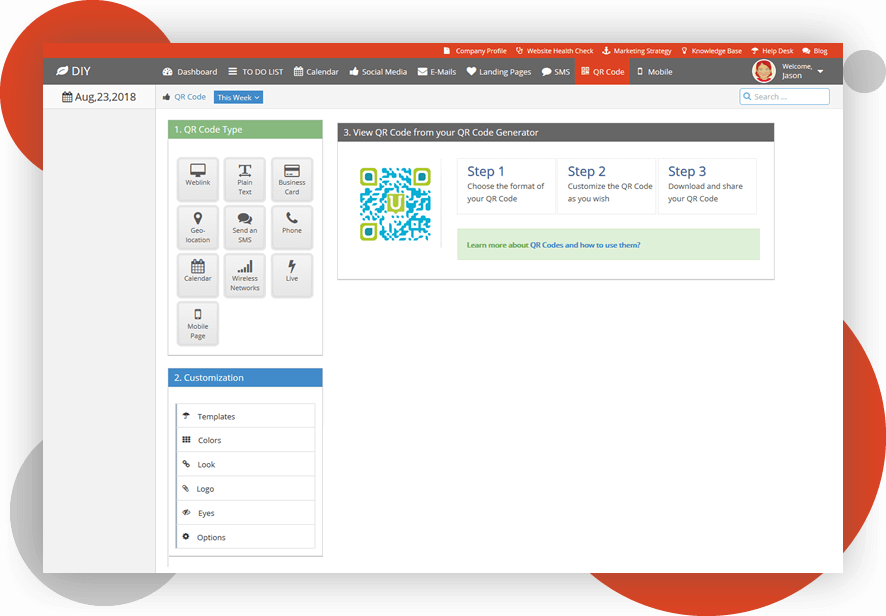 Company Profile Website Health Check Marketing Strategy Knowledge Base Help Desk Blog
DIY Dashboard TO DO LIST Calendar Social Media E-Mails Landing Pages SMS QR Code Mobile Welcome,
Jason
Aug,23,2018 QR Code This Week Search ...
1. QR Code Type
Weblink
Plain
Text
Business
Card
Geo-
location
Send an
SMS
Phone
Calendar
Wireless
Networks
Live
Mobile
Page
2. Customization
Templates
Colors
Look
Logo
Eyes
Options
3. View QR Code from your QR Code Generator
U
Step 1
Choose the format of
your QR Code
Step 2
Customize the QR Code
as you wish
Step 3
Download and share
your QR Code
Learn more about QR Codes and how to use them?